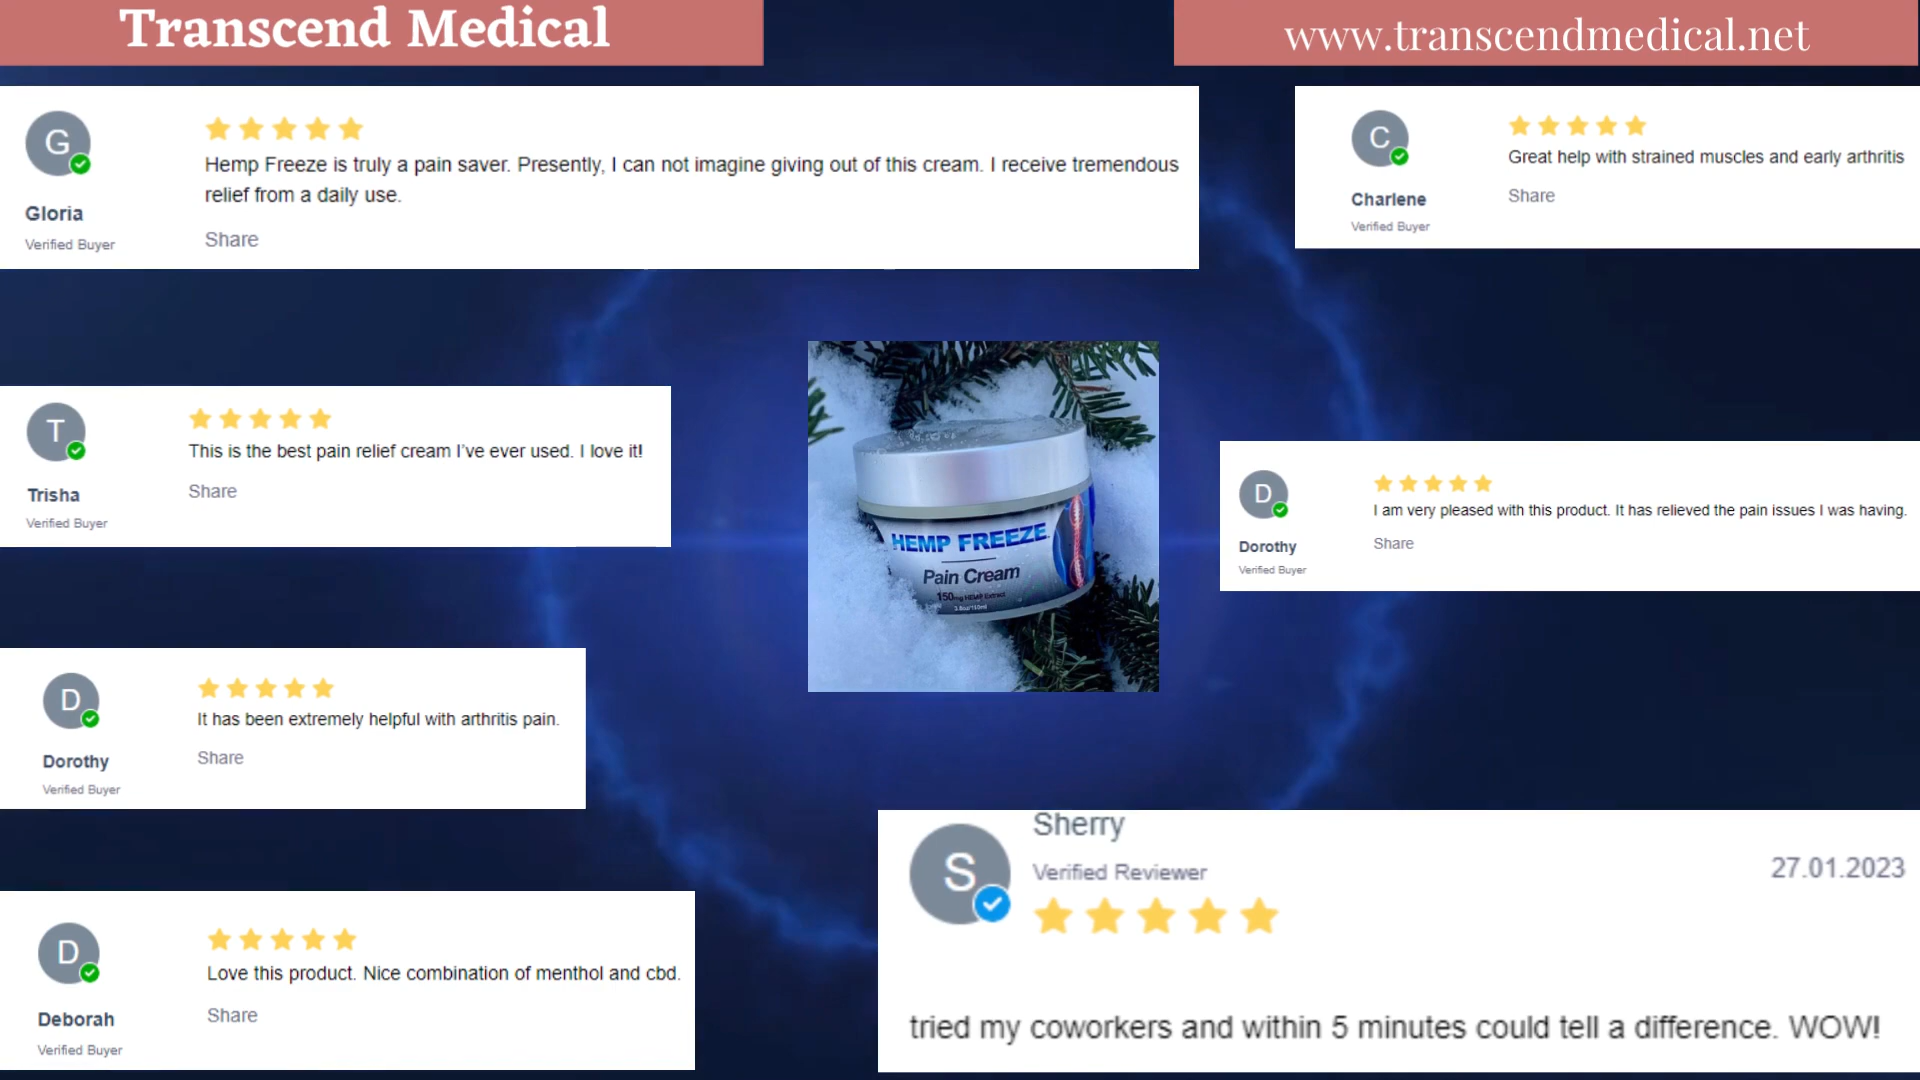 Transcend Medical
www.transcendmedical.net
G
Gloria
Verified Buyer
Hemp Freeze is truly a pain saver. Presently, I can not imagine giving out of this cream. I receive tremendous
relief from a daily use.
Share
C
Charlene
Verified Buyer
Great help with strained muscles and early arthritis
Share
T
Trisha
Verified Buyer
This is the best pain relief cream I've ever used. I love it!
Share
HEMP FREEZE
Pain Cream
150mg HEMP Extract
D
Dorothy
Verified Buyer
I am very pleased with this product. It has relieved the pain issues I was having.
Share
D
Dorothy
Verified Buyer
It has been extremely helpful with arthritis pain.
Share
D
Deborah
Verified Buyer
Love this product. Nice combination of menthol and cbd.
Share
S
Sherry
Verified Reviewer
27.01.2023
tried my coworkers and within 5 minutes could tell a difference. WOW!